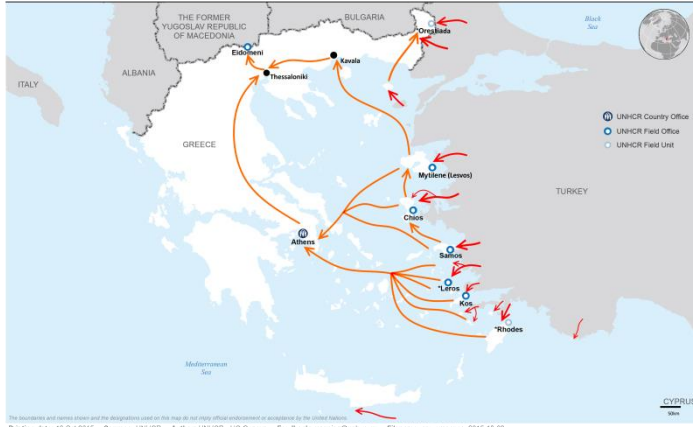 THE FORMER
YUGOSLAV REPUBLIC
OF MACEDONIA
BULGARIA
Black
Sea
*Orestiada
Eidomeni
Kavala
Thessaloniki
ITALY
ALBANIA
GREECE
UNHCR Country Office
UNHCR Field Office
UNHCR Field Unit
Mytilene (Lesvos)
TURKEY
Chios
Athens
Samos
*Leros
Kos
*Rhodes
Mediterranean
Sea
CYPRUS
50km
The boundaries and names shown and the designations used on this map do not imply official endorsement or acceptance by the United Nations